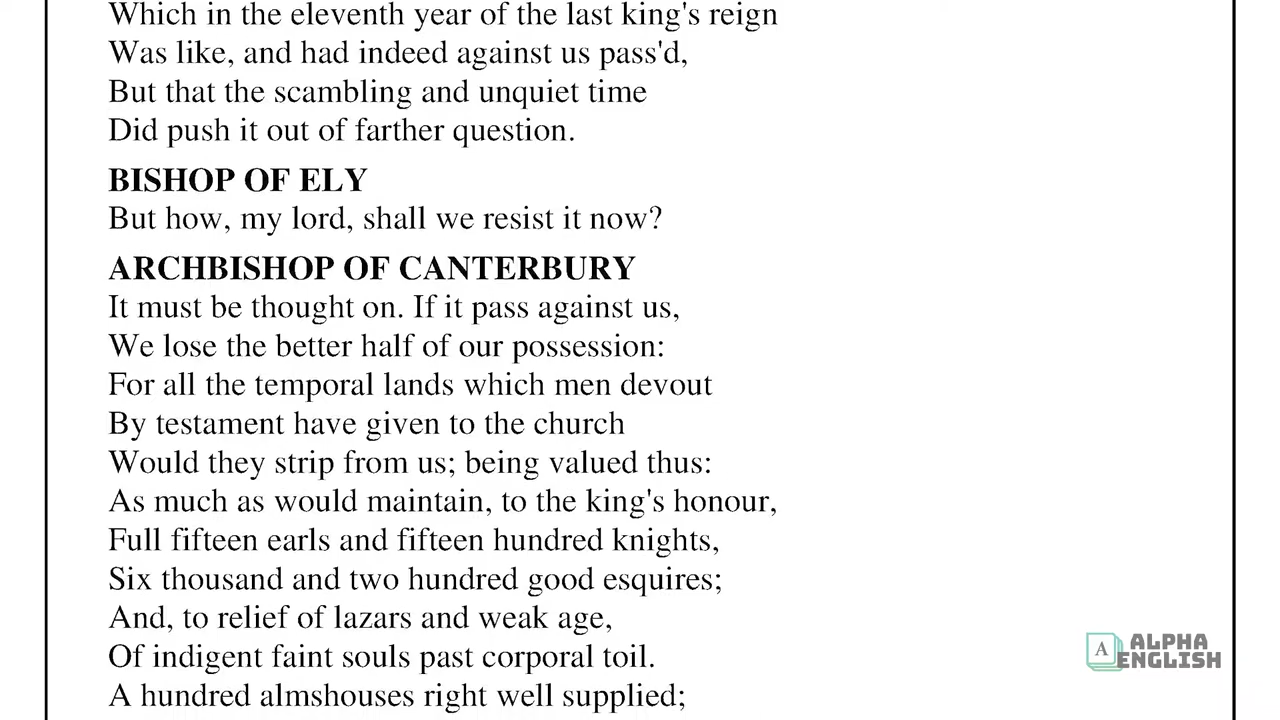 Which in the eleventh year of the last king's reign
Was like, and had indeed against us pass'd,
But that the scambling and unquiet time
Did push it out of farther question.
BISHOP OF ELY
But how, my lord, shall we resist it now?
ARCHBISHOP OF CANTERBURY
It must be thought on. If it pass against us,
We lose the better half of our possession:
For all the temporal lands which men devout
By testament have given to the church
Would they strip from us; being valued thus:
As much as would maintain, to the king's honour,
Full fifteen earls and fifteen hundred knights,
Six thousand and two hundred good esquires;
And, to relief of lazars and weak age,
Of indigent faint souls past corporal toil.
A hundred almshouses right well supplied;
A
ALPHA
ENGLISH